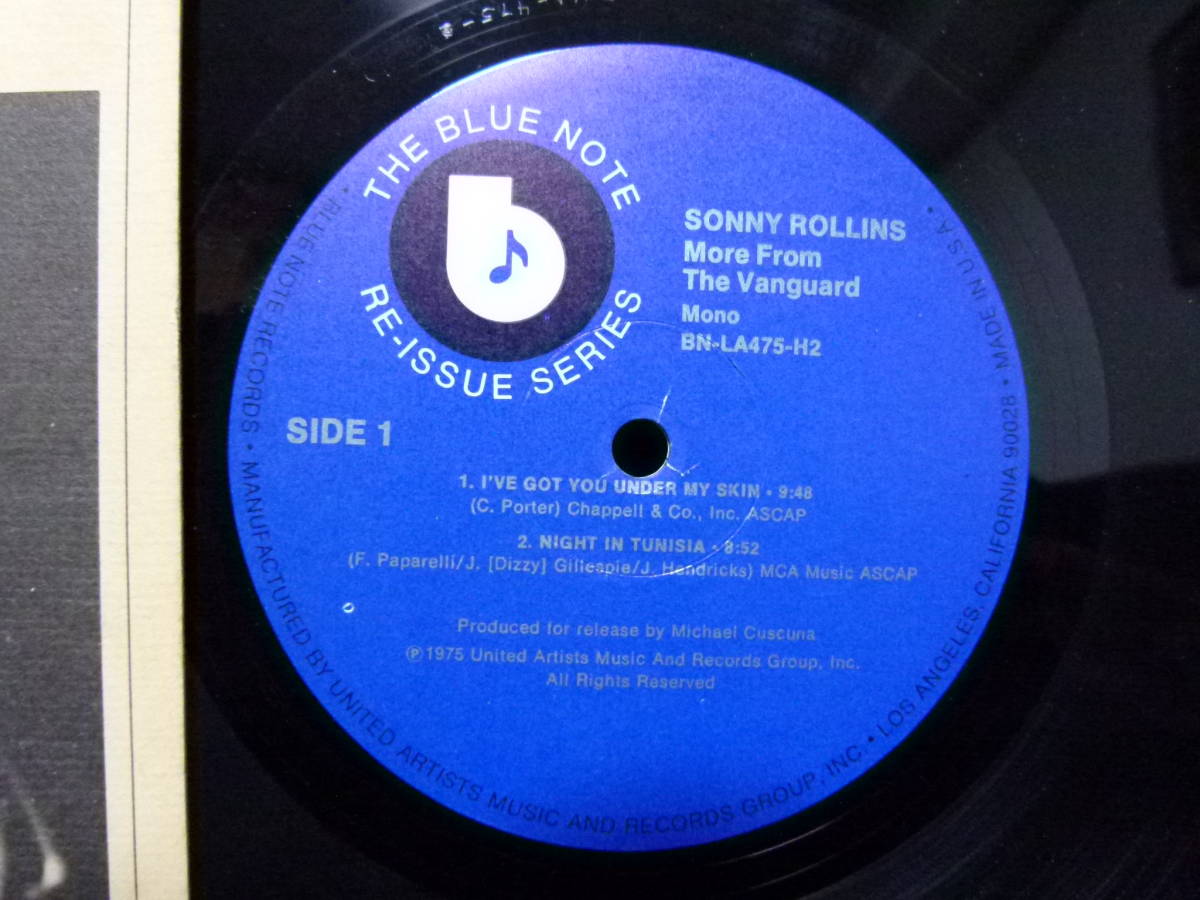 THE BLUE NOTE
RE-ISSUE SERIES
b
SONNY ROLLINS
More From
The Vanguard
Mono
BN-LA475-H2
SIDE 1
1. I'VE GOT YOU UNDER MY SKIN • 9:48
(C. Porter) Chappell & Co., Inc. ASCAP
2. NIGHT IN TUNISIA • 8:52
(F. Paparelli/J. [Dizzy] Gillespie/J. Hendricks) MCA Music ASCAP
Produced for release by Michael Cuscuna
℗1975 United Artists Music And Records Group, Inc.
All Rights Reserved
• BLUE NOTE RECORDS • MANUFACTURED BY UNITED ARTISTS MUSIC AND RECORDS GROUP, INC. • LOS ANGELES, CALIFORNIA 90028 • MADE IN U.S.A. •